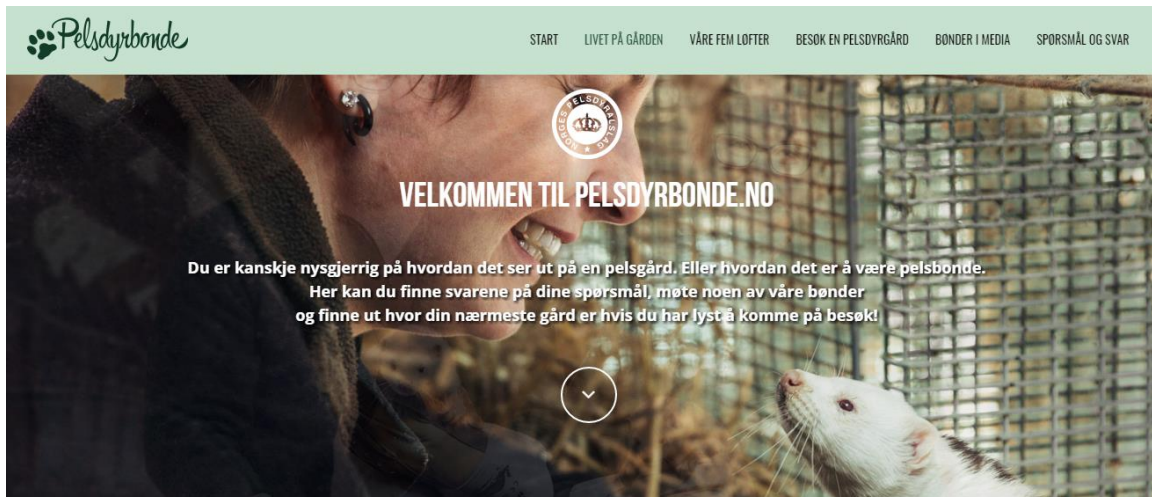 Pelsdyrbonde
START
LIVET PÅ GÅRDEN
VÅRE FEM LØFTER
BESØK EN PELSDYRGÅRD
BØNDER I MEDIA
SPØRSMÅL OG SVAR
NORGES PELSDYRALSLAG
VELKOMMEN TIL PELSDYRBONDE.NO
Du er kanskje nysgjerrig på hvordan det ser ut på en pelsgård. Eller hvordan det er å være pelsbonde.
Her kan du finne svarene på dine spørsmål, møte noen av våre bønder
og finne ut hvor din nærmeste gård er hvis du har lyst å komme på besøk!